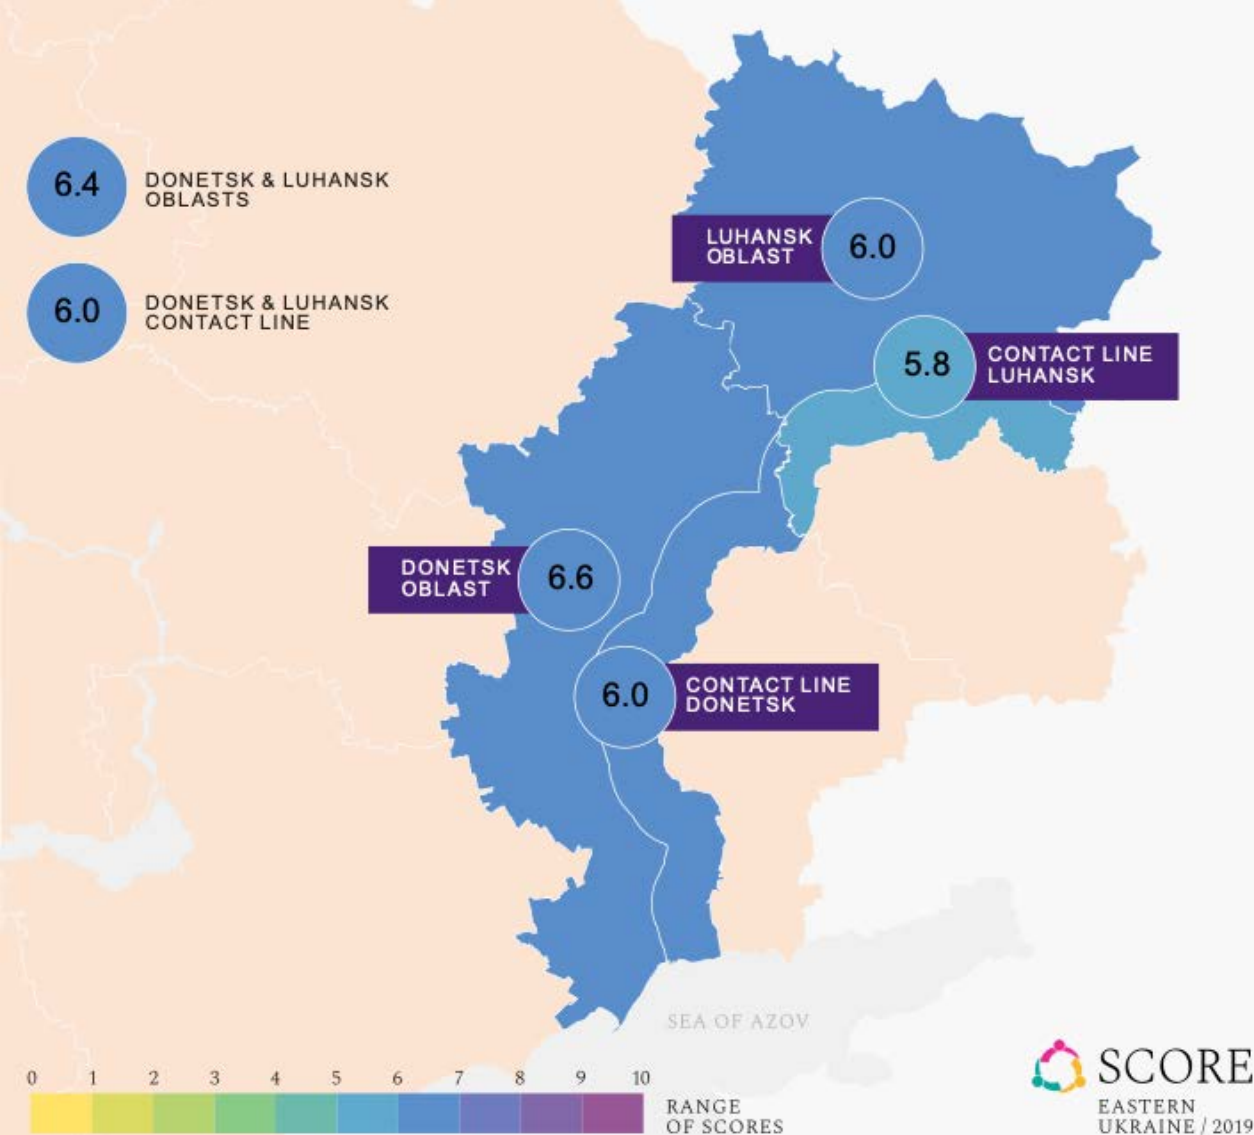 6.4
DONETSK & LUHANSK
OBLASTS
6.0
DONETSK & LUHANSK
CONTACT LINE
LUHANSK
OBLAST
6.0
5.8
CONTACT LINE
LUHANSK
DONETSK
OBLAST
6.6
6.0
CONTACT LINE
DONETSK
SEA OF AZOV
0 1 2 3 4 5 6 7 8 9 10
RANGE
OF SCORES
SCORE
EASTERN
UKRAINE / 2019